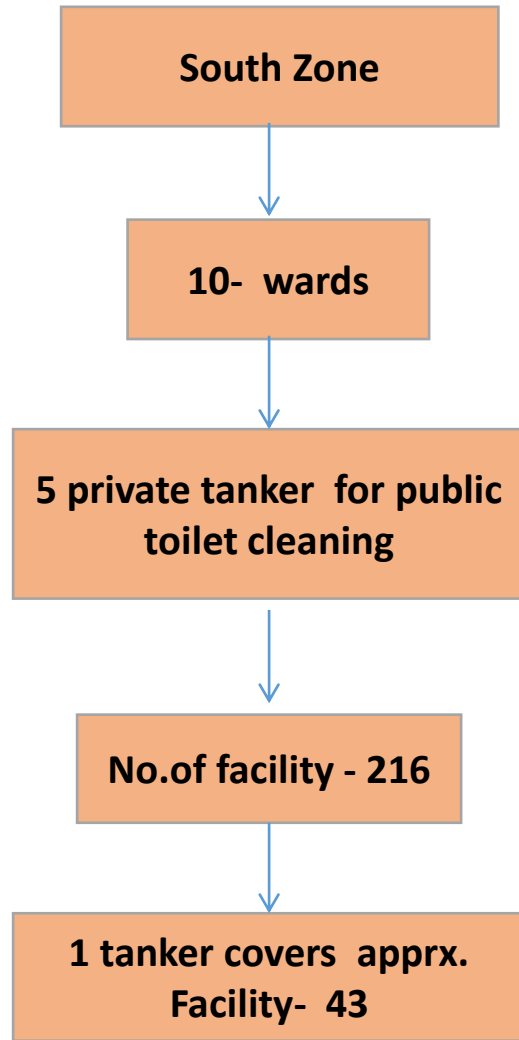 South Zone
10- wards
5 private tanker for public
toilet cleaning
No.of facility - 216
1 tanker covers apprx.
Facility- 43